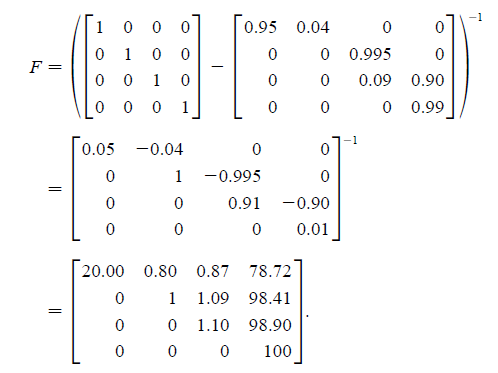 F = ([1 0 0 0; 0 1 0 0; 0 0 1 0; 0 0 0 1] − [0.95 0.04 0 0; 0 0 0.995 0; 0 0 0.09 0.90; 0 0 0 0.99])⁻¹
= [0.05 −0.04 0 0; 0 1 −0.995 0; 0 0 0.91 −0.90; 0 0 0 0.01]⁻¹
= [20.00 0.80 0.87 78.72; 0 1 1.09 98.41; 0 0 1.10 98.90; 0 0 0 100].